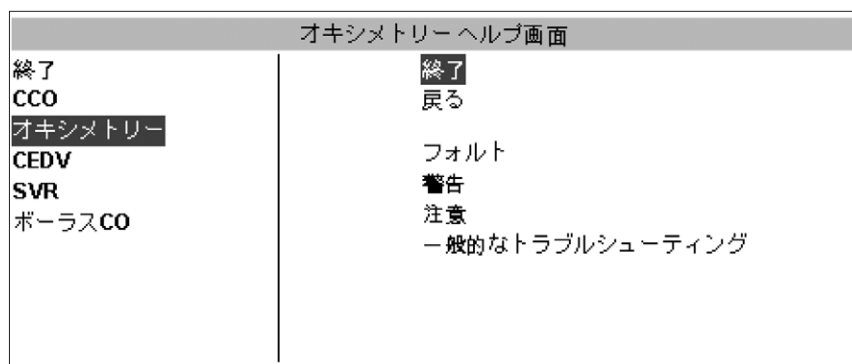 オキシメトリー ヘルプ画面
終了
CCO
オキシメトリー
CEDV
SVR
ボーラスCO
終了
戻る
フォルト
警告
注意
一般的なトラブルシューティング